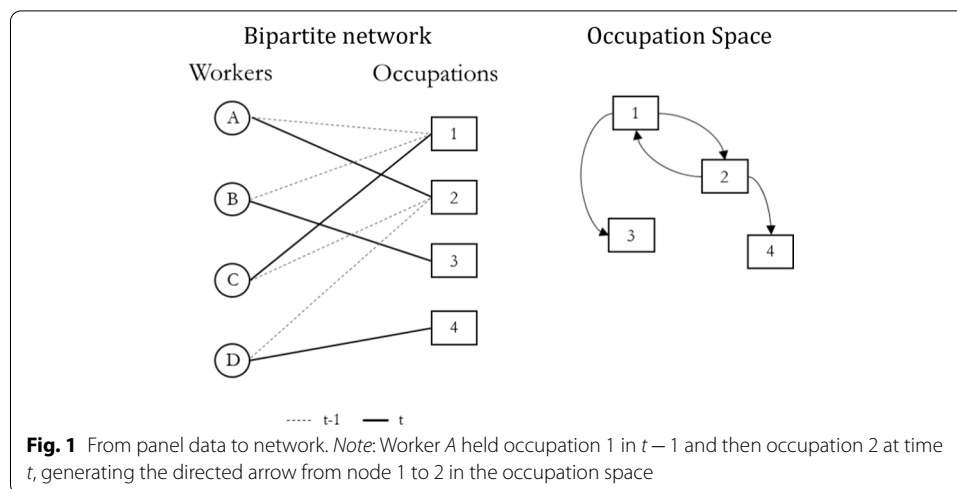 Bipartite network
Occupation Space
Workers
Occupations
A
B
C
D
1
2
3
4
1
2
3
4
t-1
t
Fig. 1 From panel data to network. Note: Worker A held occupation 1 in t − 1 and then occupation 2 at time
t, generating the directed arrow from node 1 to 2 in the occupation space